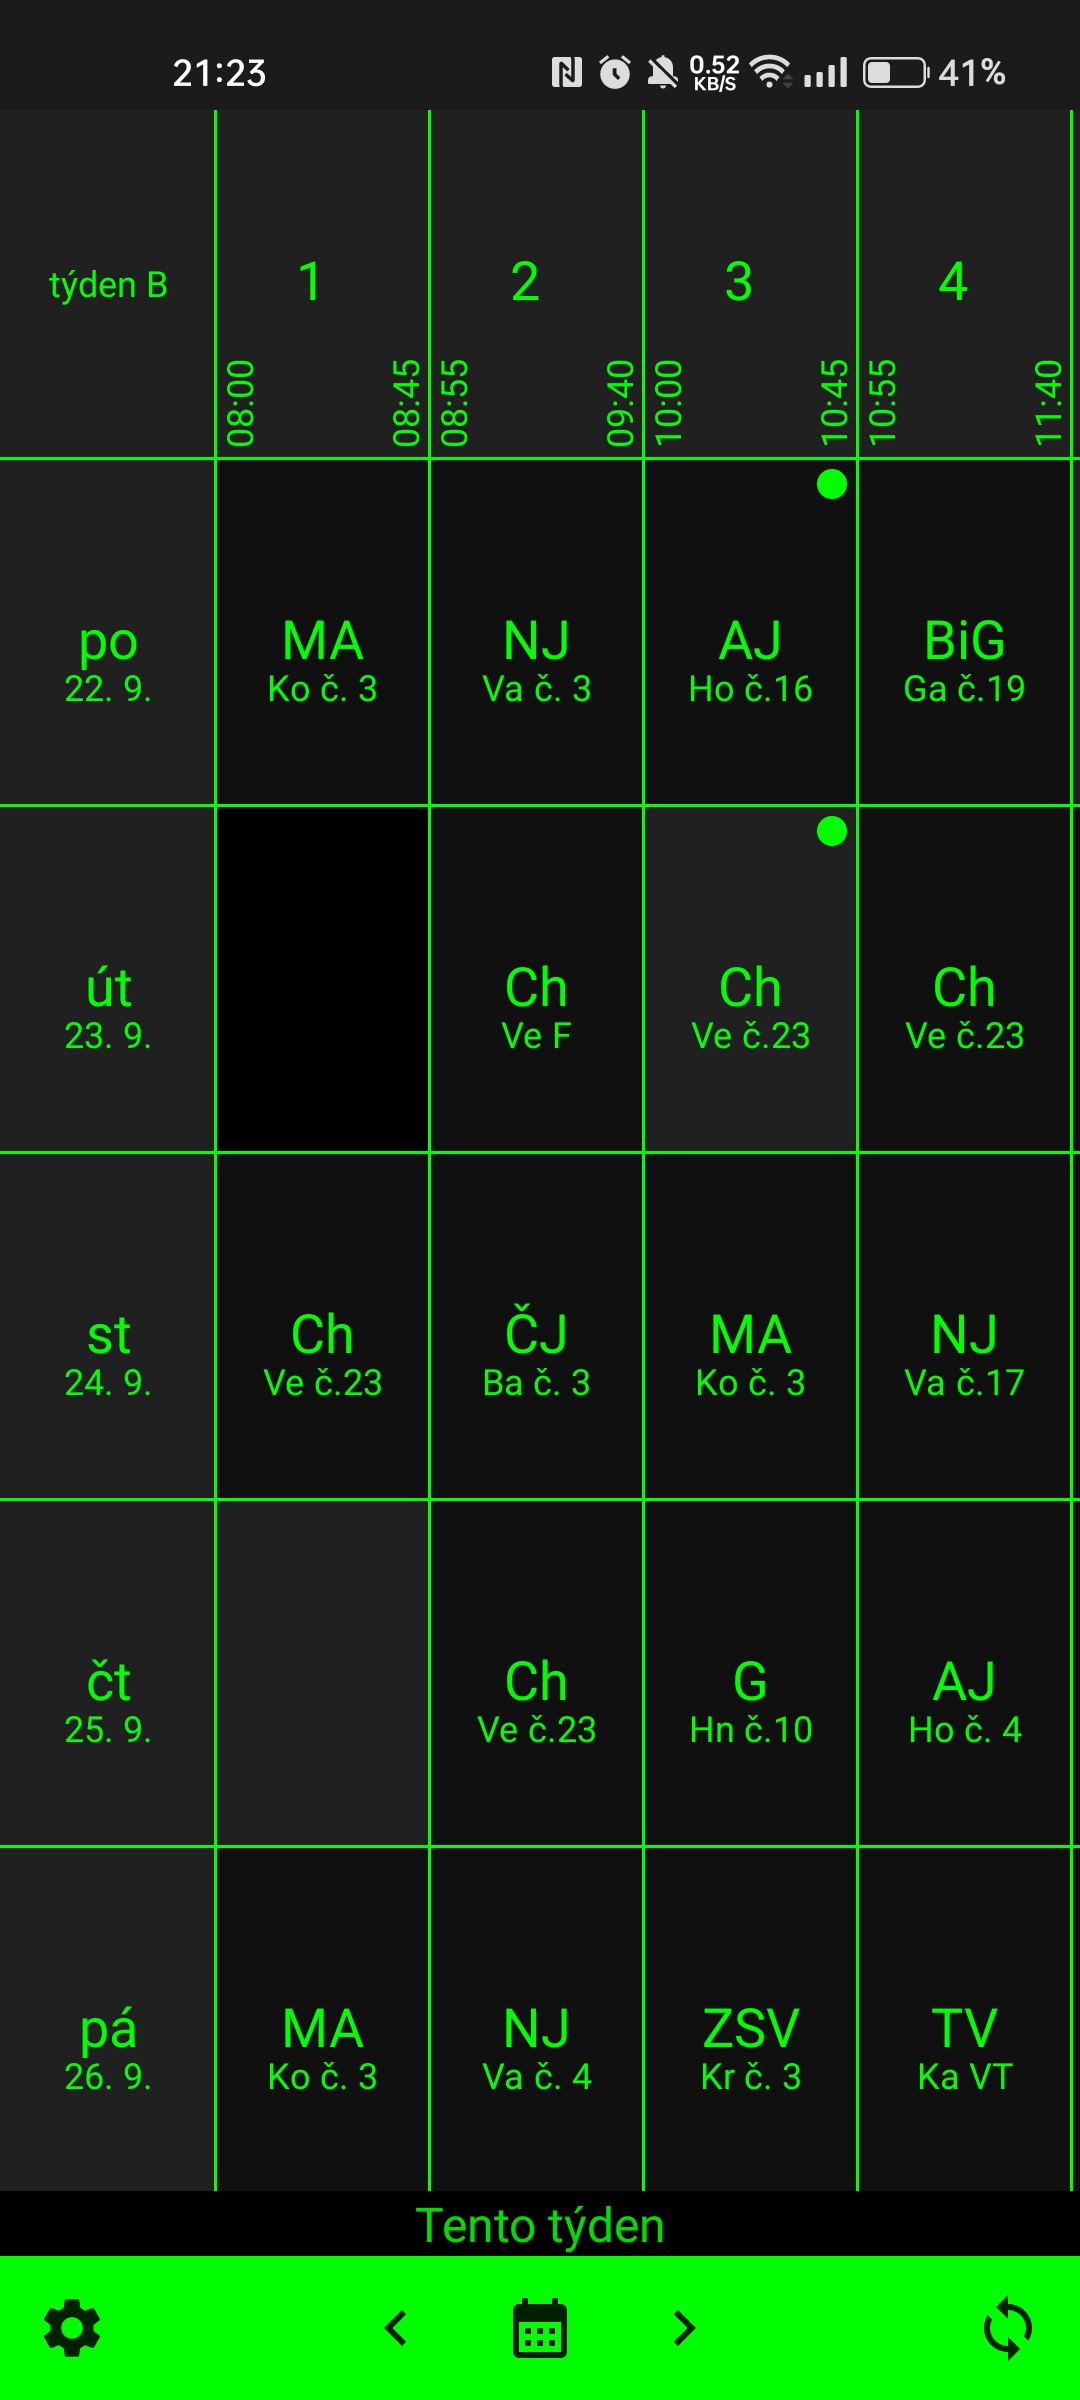 21:23 0.52 KB/S 41%
týden B 1 2 3 4
08:00 08:45 08:55 09:40 10:00 10:45 10:55 11:40
po MA NJ AJ BiG
22. 9. Ko č. 3 Va č. 3 Ho č.16 Ga č.19
út Ch Ch Ch
23. 9. Ve F Ve č.23 Ve č.23
st Ch ČJ MA NJ
24. 9. Ve č.23 Ba č. 3 Ko č. 3 Va č.17
čt Ch G AJ
25. 9. Ve č.23 Hn č.10 Ho č. 4
pá MA NJ ZSV TV
26. 9. Ko č. 3 Va č. 4 Kr č. 3 Ka VT
Tento týden